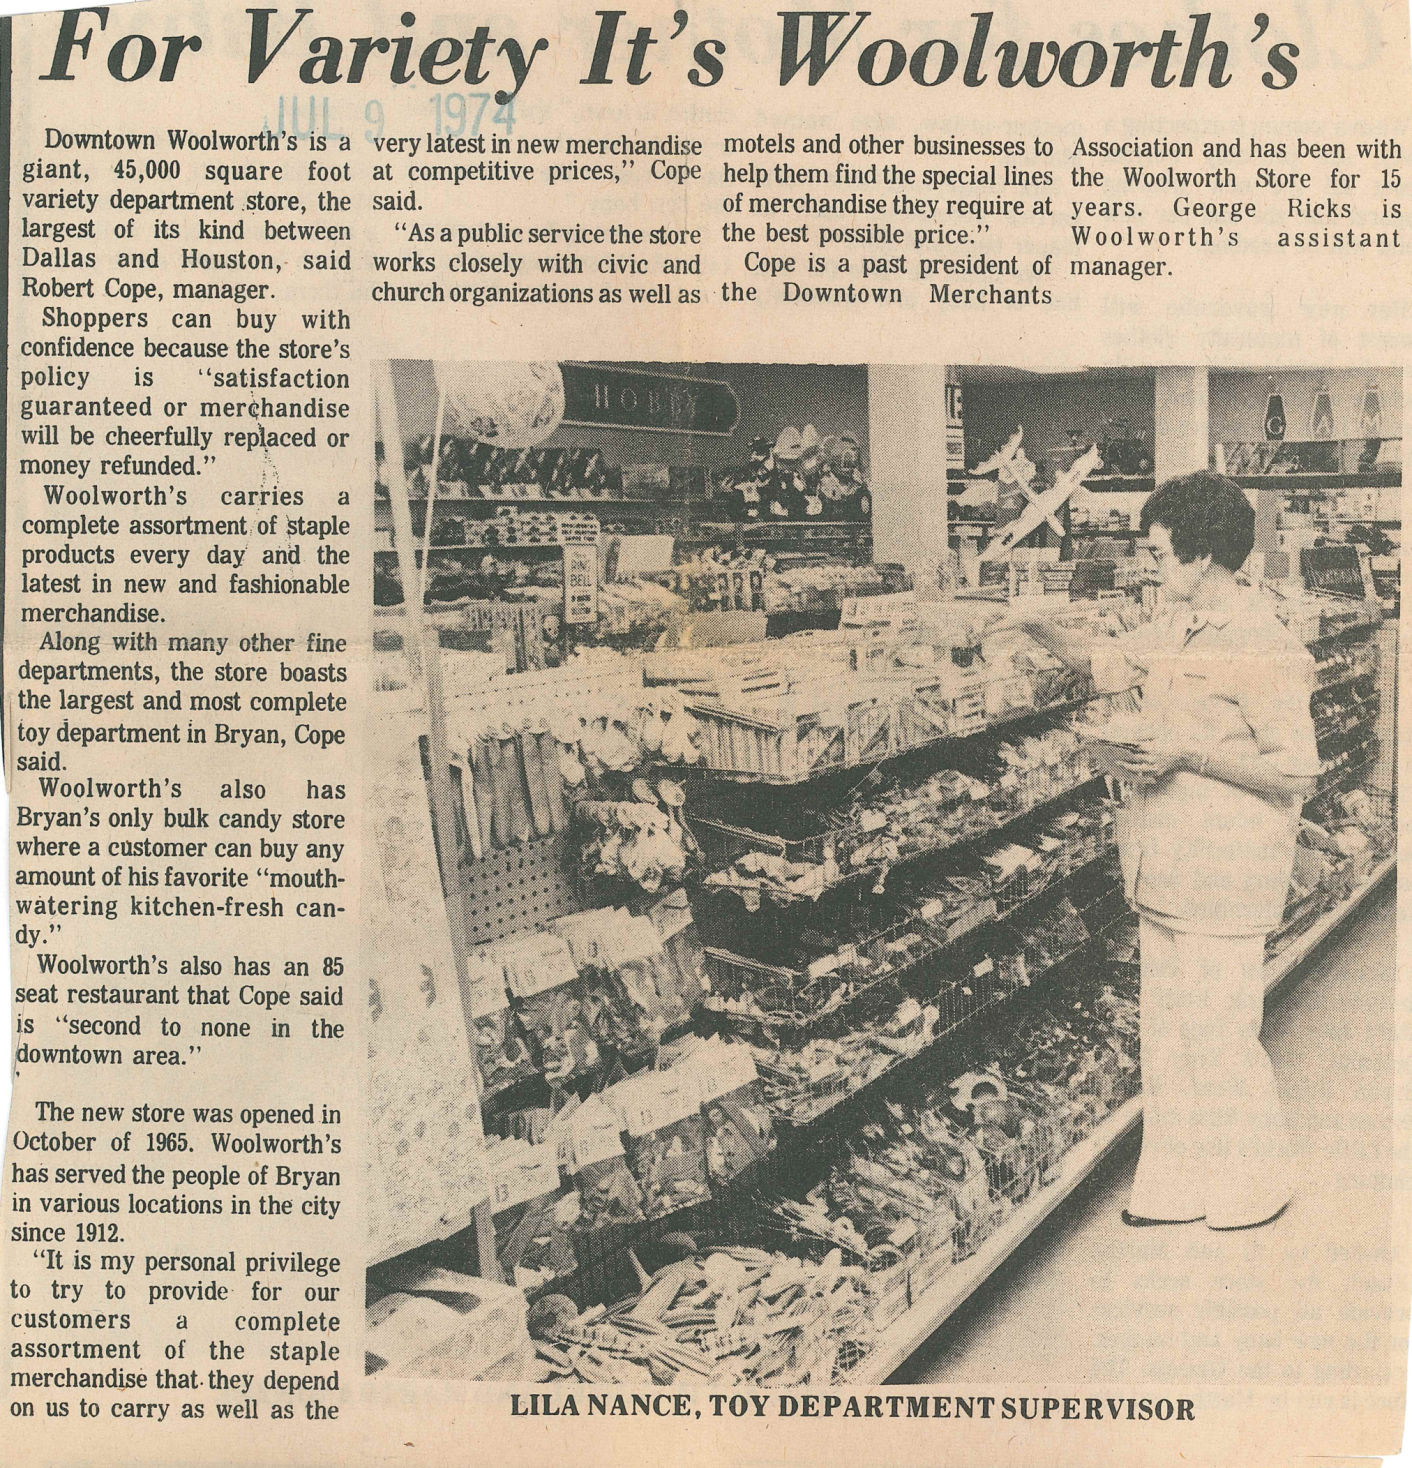 For Variety It's Woolworth's
JUL 9 1974
Downtown Woolworth's is a
giant, 45,000 square foot
variety department store, the
largest of its kind between
Dallas and Houston, said
Robert Cope, manager.
Shoppers can buy with
confidence because the store's
policy is "satisfaction
guaranteed or merchandise
will be cheerfully replaced or
money refunded."
Woolworth's carries a
complete assortment of staple
products every day and the
latest in new and fashionable
merchandise.
Along with many other fine
departments, the store boasts
the largest and most complete
toy department in Bryan, Cope
said.
Woolworth's also has
Bryan's only bulk candy store
where a customer can buy any
amount of his favorite "mouth-
watering kitchen-fresh can-
dy."
Woolworth's also has an 85
seat restaurant that Cope said
is "second to none in the
downtown area."
The new store was opened in
October of 1965. Woolworth's
has served the people of Bryan
in various locations in the city
since 1912.
"It is my personal privilege
to try to provide for our
customers a complete
assortment of the staple
merchandise that they depend
on us to carry as well as the
very latest in new merchandise
at competitive prices," Cope
said.
"As a public service the store
works closely with civic and
church organizations as well as
motels and other businesses to
help them find the special lines
of merchandise they require at
the best possible price."
Cope is a past president of
the Downtown Merchants
Association and has been with
the Woolworth Store for 15
years. George Ricks is
Woolworth's assistant
manager.
HOBBY
G A M
BELL
LILA NANCE, TOY DEPARTMENT SUPERVISOR